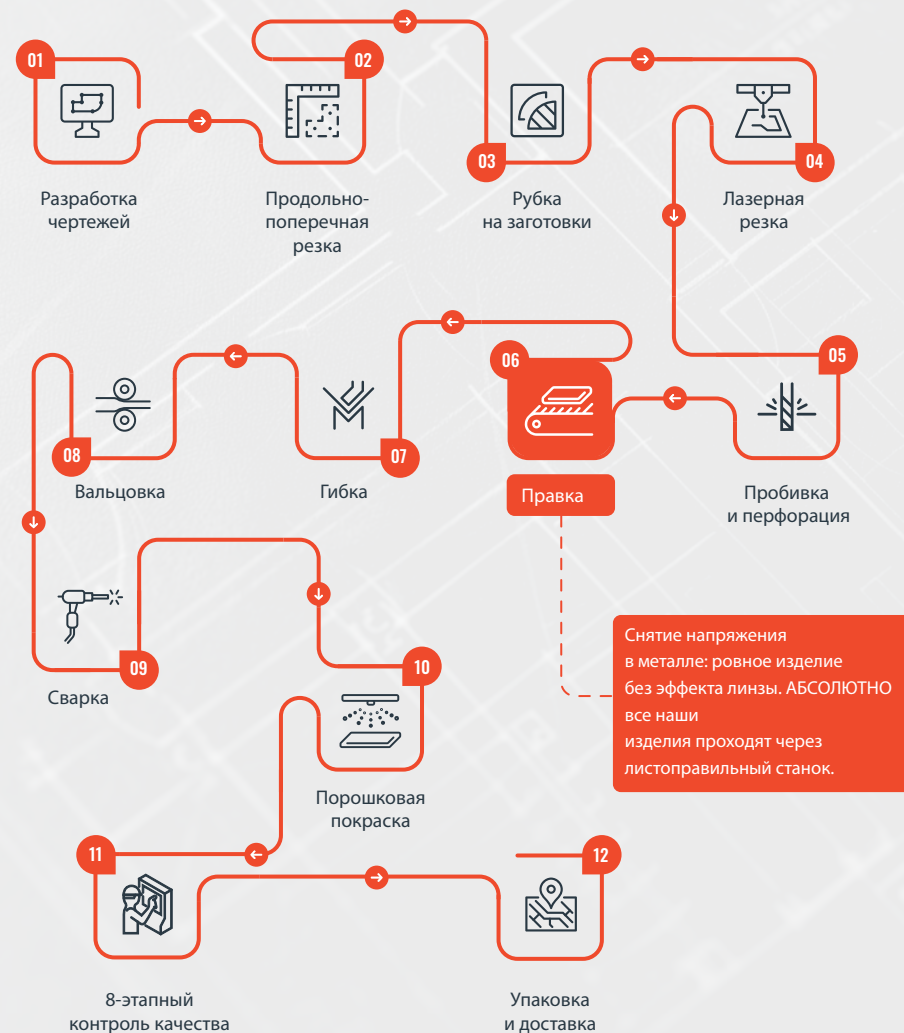 01
Разработка
чертежей
02
Продольно-
поперечная
резка
03
Рубка
на заготовки
04
Лазерная
резка
05
Пробивка
и перфорация
06
Правка
Снятие напряжения
в металле: ровное изделие
без эффекта линзы. АБСОЛЮТНО
все наши
изделия проходят через
листоправильный станок.
07
Гибка
08
Вальцовка
09
Сварка
10
Порошковая
покраска
11
8-этапный
контроль качества
12
Упаковка
и доставка